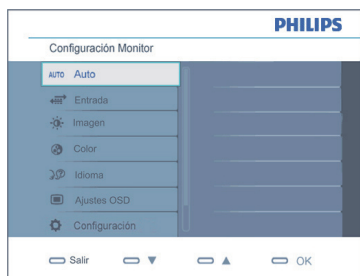 PHILIPS
Configuración Monitor
AUTO Auto
Entrada
Imagen
Color
Idioma
Ajustes OSD
Configuración
Salir ▼ ▲ OK